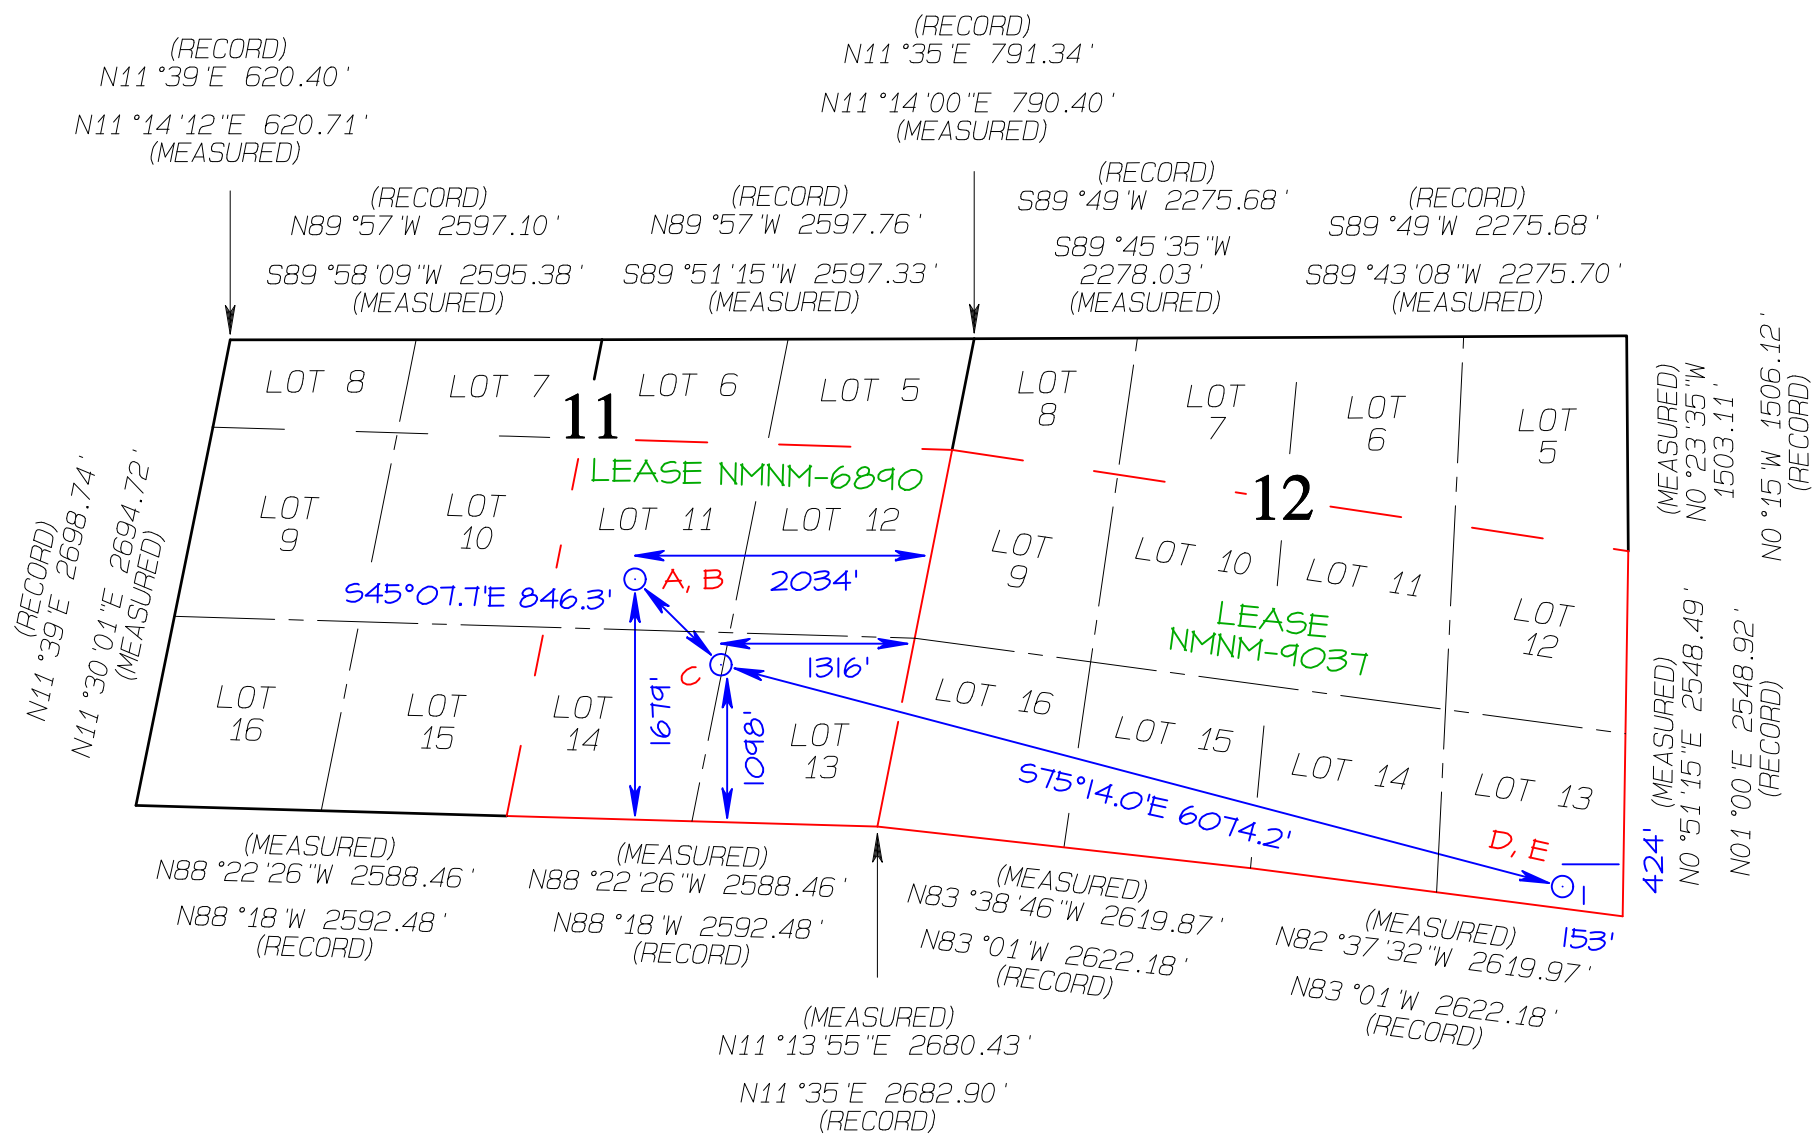 (RECORD)
N11°39'E 620.40'
N11°14'12"E 620.71'
(MEASURED)
(RECORD)
N11°35'E 791.34'
N11°14'00"E 790.40'
(MEASURED)
(RECORD)
N89°57'W 2597.10'
S89°58'09"W 2595.38'
(MEASURED)
(RECORD)
N89°57'W 2597.76'
S89°51'15"W 2597.33'
(MEASURED)
(RECORD)
S89°49'W 2275.68'
S89°45'35"W
2278.03'
(MEASURED)
(RECORD)
S89°49'W 2275.68'
S89°43'08"W 2275.70'
(MEASURED)
(MEASURED)
N0°23'35"W
1503.11'
N0°15'W 1506.12'
(RECORD)
LOT 8
LOT 7
11
LOT 6
LOT 5
LOT
8
LOT
7
LOT
6
LOT
5
LEASE NMNM-6890
12
(RECORD)
N11°39'E 2698.74'
N11°30'01"E 2694.72'
(MEASURED)
LOT
9
LOT
10
LOT 11
LOT 12
LOT
9
LOT 10
LOT 11
LOT
12
2034'
A, B
S45°07.7'E 846.3'
LEASE
NMNM-9037
1316'
C
1679'
1098'
LOT
16
LOT
15
LOT
14
LOT
13
LOT 16
LOT 15
LOT 14
LOT 13
S75°14.0'E 6074.2'
D, E
1
424'
153'
(MEASURED)
N0°51'15"E 2548.49'
N01°00'E 2548.92'
(RECORD)
(MEASURED)
N88°22'26"W 2588.46'
N88°18'W 2592.48'
(RECORD)
(MEASURED)
N88°22'26"W 2588.46'
N88°18'W 2592.48'
(RECORD)
(MEASURED)
N83°38'46"W 2619.87'
N83°01'W 2622.18'
(RECORD)
(MEASURED)
N82°37'32"W 2619.97'
N83°01'W 2622.18'
(RECORD)
(MEASURED)
N11°13'55"E 2680.43'
N11°35'E 2682.90'
(RECORD)